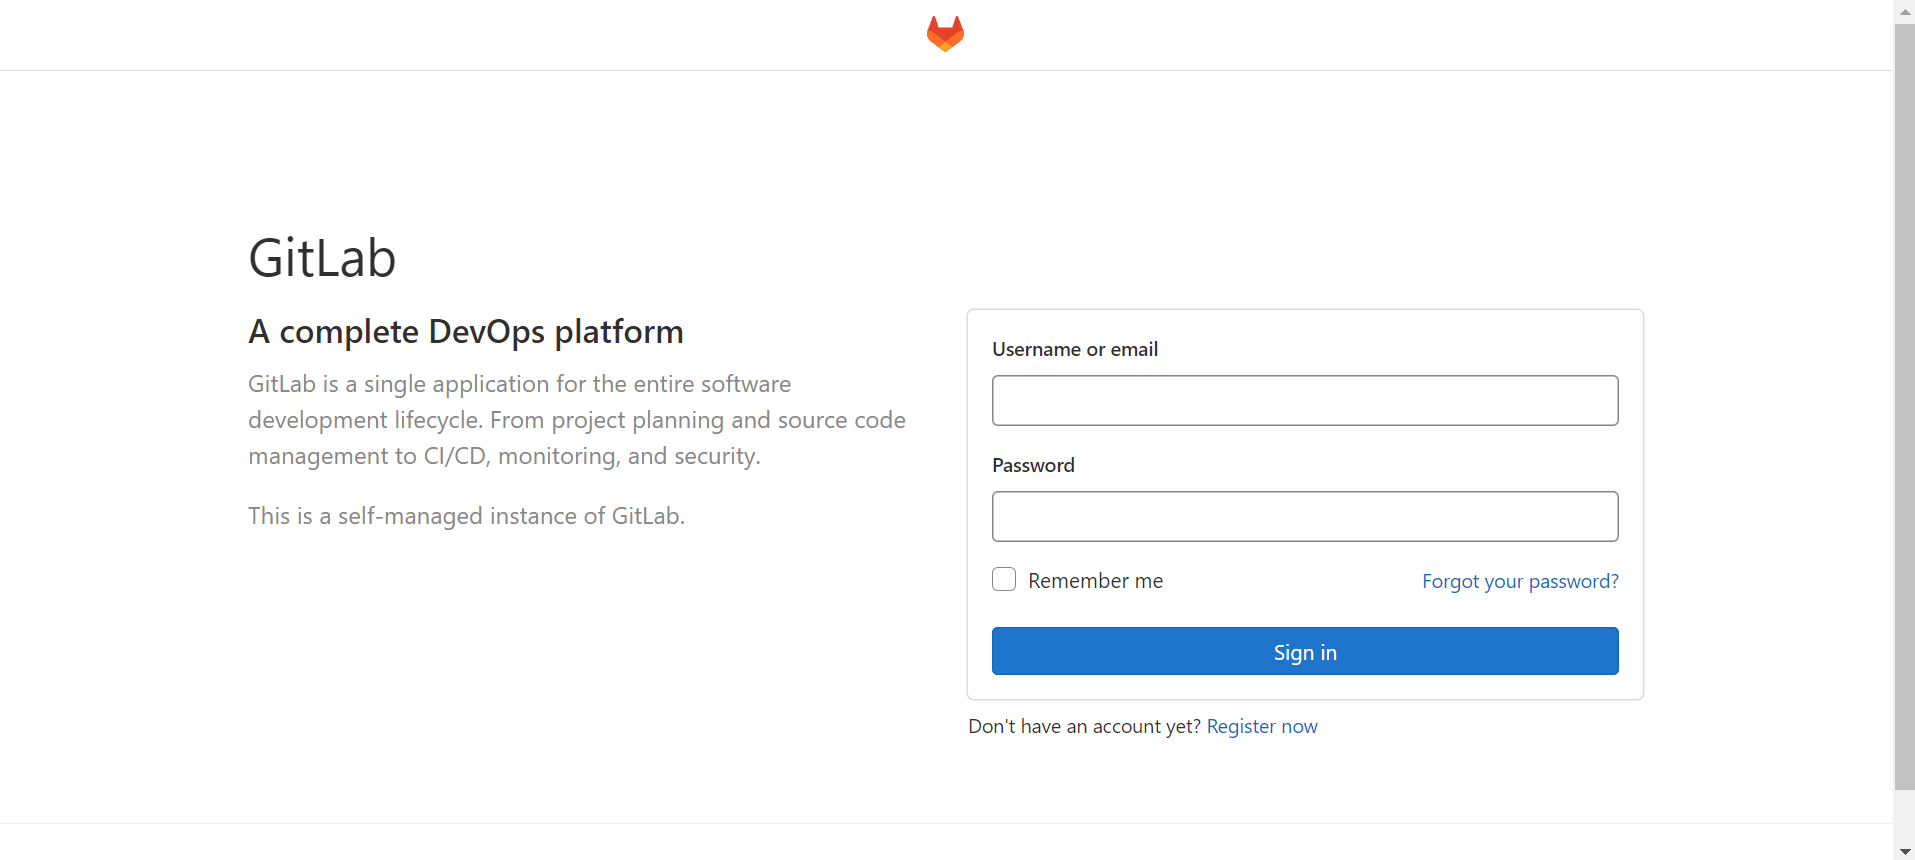 GitLab
A complete DevOps platform
GitLab is a single application for the entire software
development lifecycle. From project planning and source code
management to CI/CD, monitoring, and security.
This is a self-managed instance of GitLab.
Username or email
Password
Remember me
Forgot your password?
Sign in
Don't have an account yet? Register now